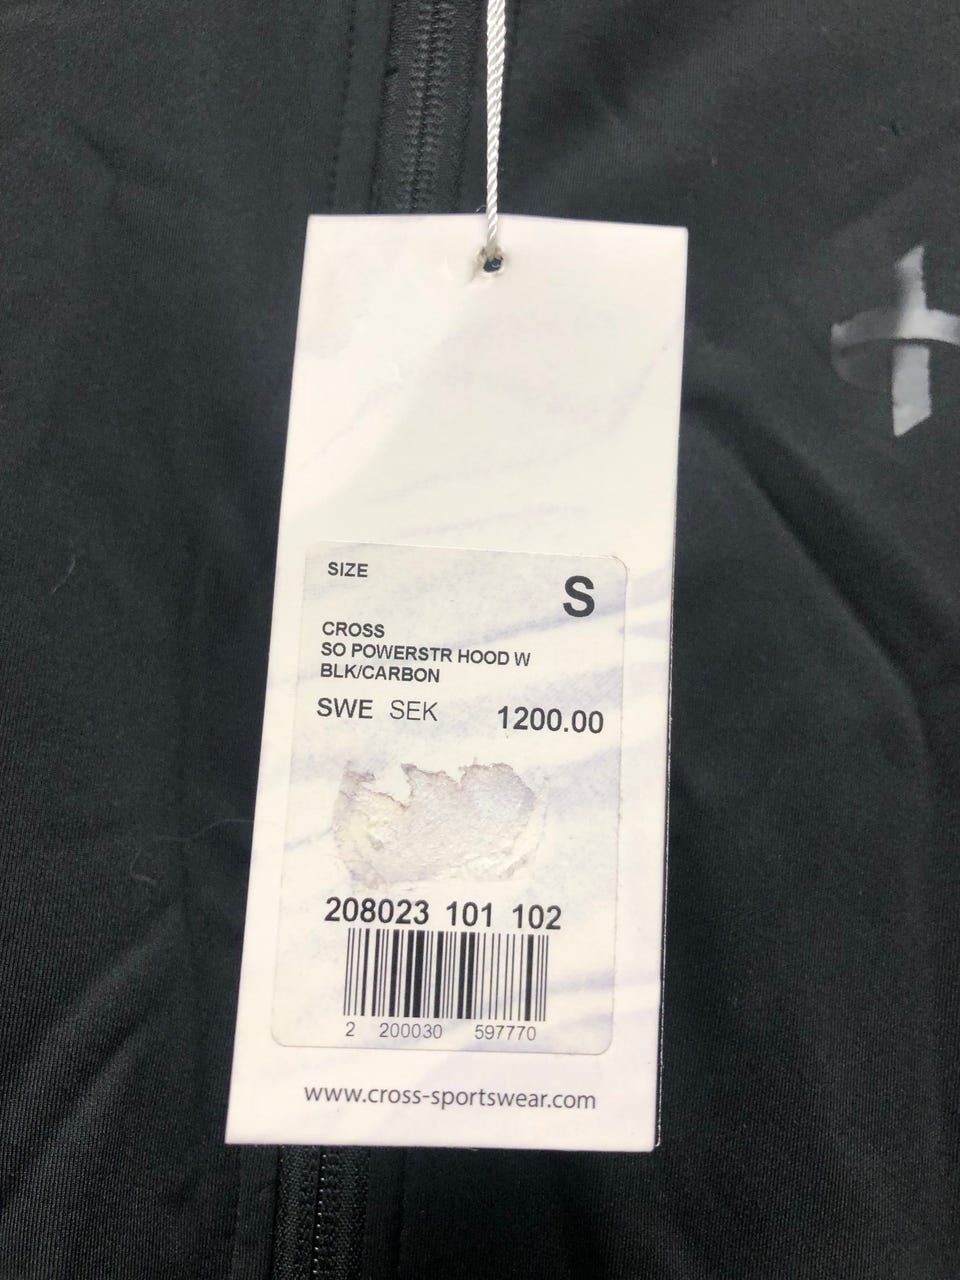 SIZE
S
CROSS
SO POWERSTR HOOD W
BLK/CARBON
SWE SEK 1200.00
208023 101 102
2 200030 597770
www.cross-sportswear.com